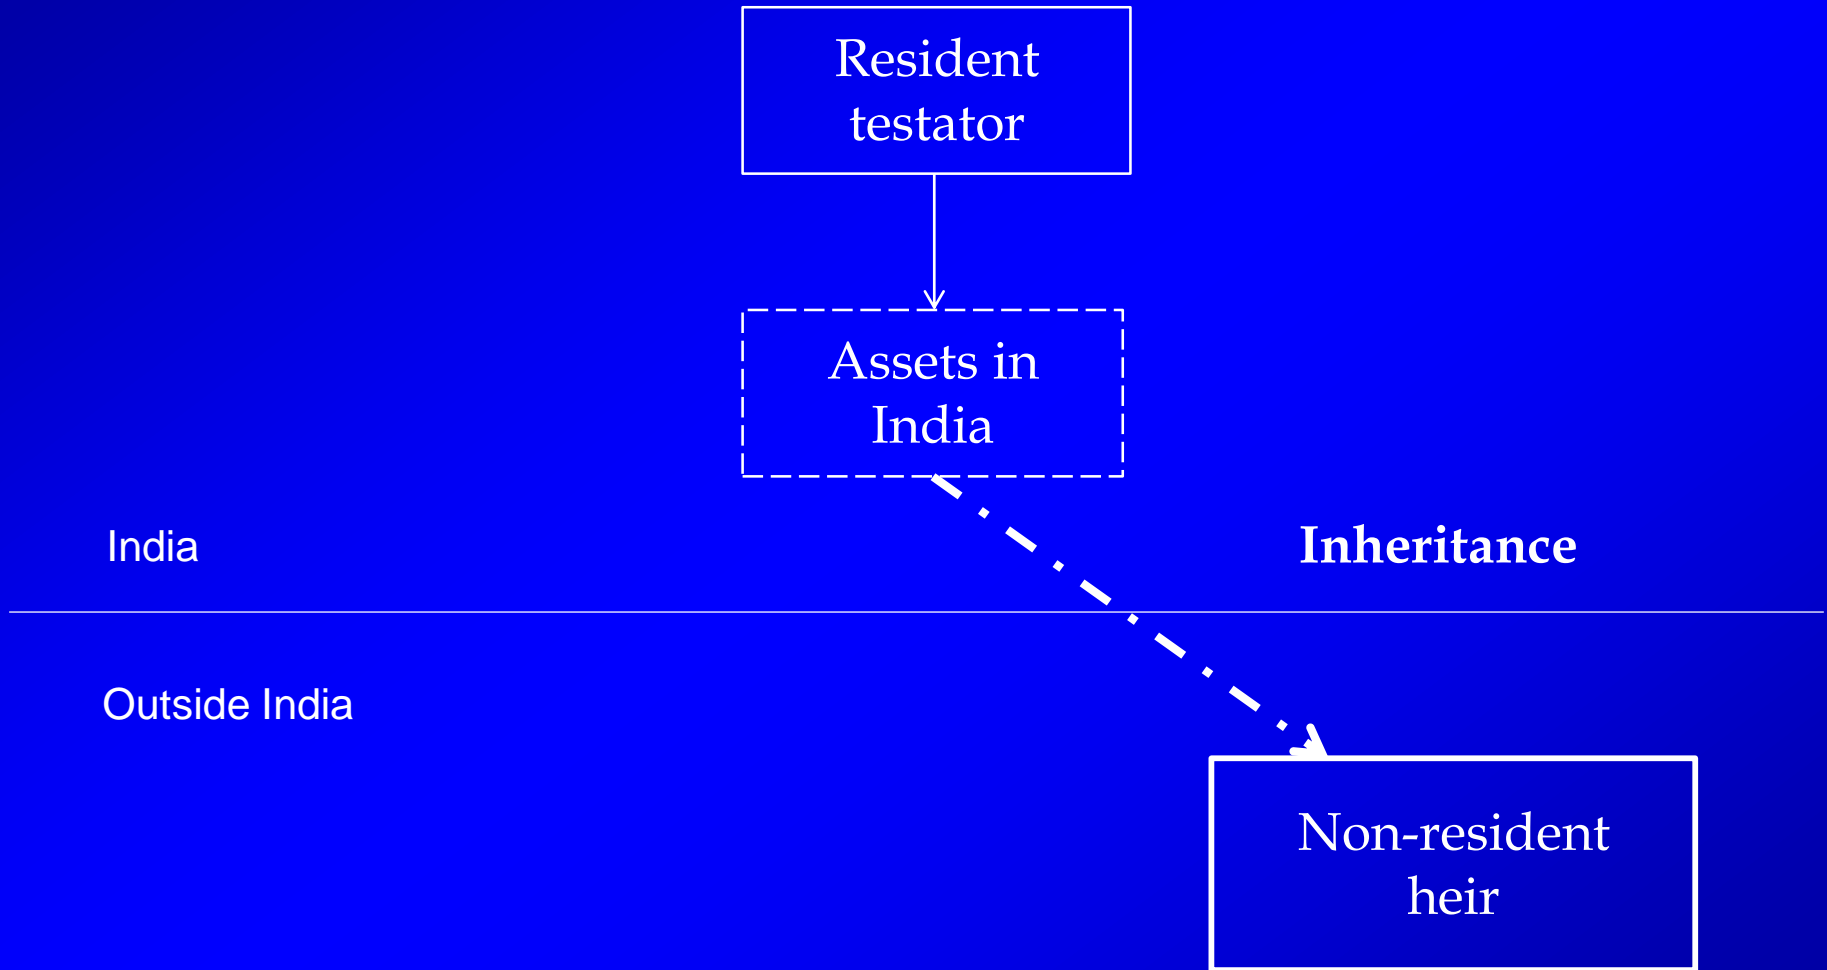 Resident
testator
Assets in
India
India
Inheritance
Outside India
Non-resident
heir